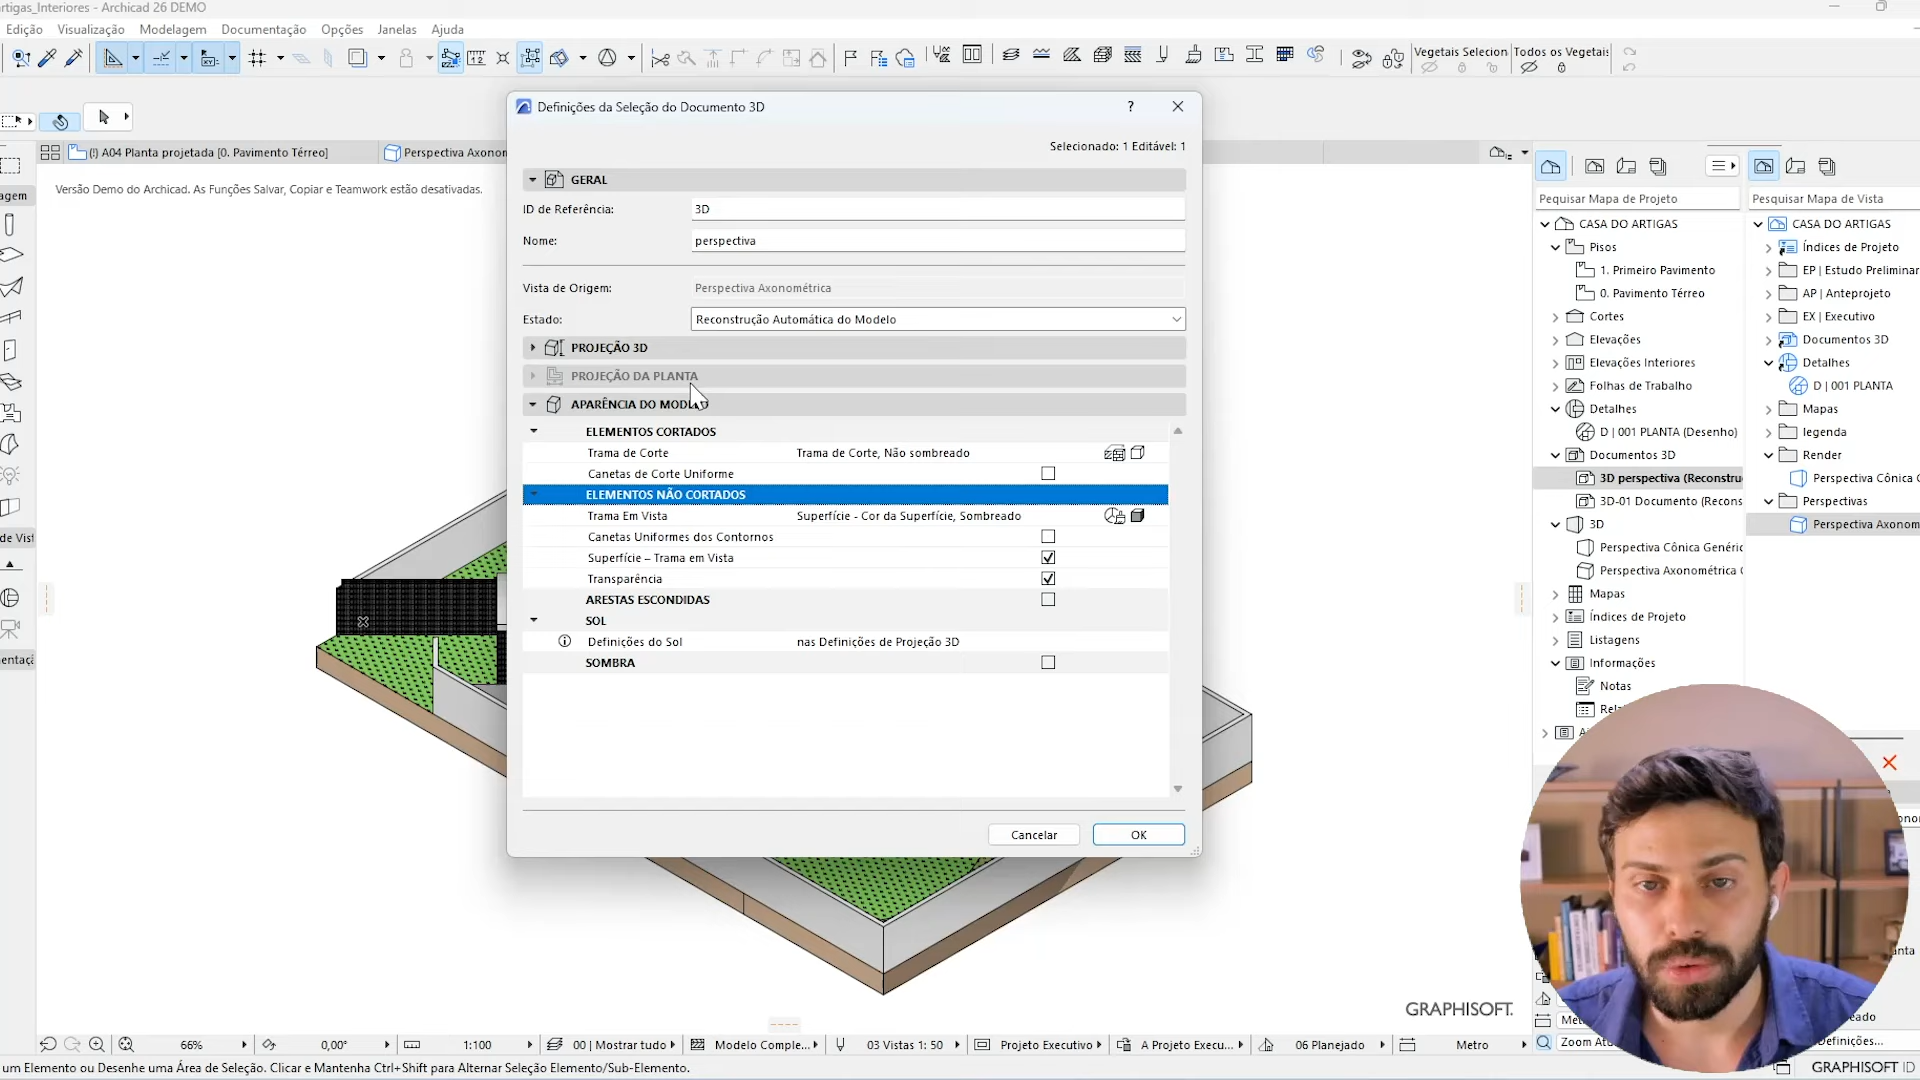 artigas_Interiores - Archicad 26 DEMO
Edição Visualização Modelagem Documentação Opções Janelas Ajuda
Vegetais Selecion Todos os Vegetais
(!) A04 Planta projetada [0. Pavimento Térreo]
Perspectiva Axonom
Versão Demo do Archicad. As Funções Salvar, Copiar e Teamwork estão desativadas.
agem
de Vist
entaçã
Definições da Seleção do Documento 3D
?
Selecionado: 1 Editável: 1
GERAL
ID de Referência: 3D
Nome: perspectiva
Vista de Origem: Perspectiva Axonométrica
Estado: Reconstrução Automática do Modelo
PROJEÇÃO 3D
PROJEÇÃO DA PLANTA
APARÊNCIA DO MODELO
ELEMENTOS CORTADOS
Trama de Corte Trama de Corte, Não sombreado
Canetas de Corte Uniforme
ELEMENTOS NÃO CORTADOS
Trama Em Vista Superfície - Cor da Superfície, Sombreado
Canetas Uniformes dos Contornos
Superfície – Trama em Vista
Transparência
ARESTAS ESCONDIDAS
SOL
Definições do Sol nas Definições de Projeção 3D
SOMBRA
Cancelar OK
Pequisar Mapa de Projeto
CASA DO ARTIGAS
Pisos
1. Primeiro Pavimento
0. Pavimento Térreo
Cortes
Elevações
Elevações Interiores
Folhas de Trabalho
Detalhes
D | 001 PLANTA (Desenho)
Documentos 3D
3D perspectiva (Reconstru
3D-01 Documento (Recons
3D
Perspectiva Cônica Genéric
Perspectiva Axonométrica G
Mapas
Índices de Projeto
Listagens
Informações
Notas
Rela
Pesquisar Mapa de Vista
CASA DO ARTIGAS
Índices de Projeto
EP | Estudo Preliminar
AP | Anteprojeto
EX | Executivo
Documentos 3D
Detalhes
D | 001 PLANTA
Mapas
legenda
Render
Perspectiva Cônica G
Perspectivas
Perspectiva Axonom
GRAPHISOFT.
66% 0,00° 1:100 00 | Mostrar tudo Modelo Comple... 03 Vistas 1: 50 Projeto Executivo A Projeto Execu... 06 Planejado Metro
Zoom Atu
efinições...
um Elemento ou Desenhe uma Área de Seleção. Clicar e Mantenha Ctrl+Shift para Alternar Seleção Elemento/Sub-Elemento.
GRAPHISOFT ID